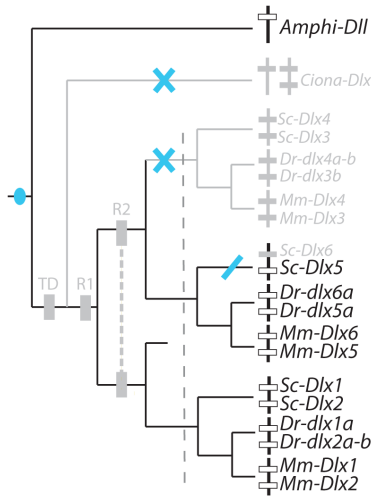 Amphi-Dll
Ciona-Dlx
Sc-Dlx4
Sc-Dlx3
Dr-dlx4a-b
Dr-dlx3b
Mm-Dlx4
Mm-Dlx3
R2
Sc-Dlx6
Sc-Dlx5
TD R1
Dr-dlx6a
Dr-dlx5a
Mm-Dlx6
Mm-Dlx5
Sc-Dlx1
Sc-Dlx2
Dr-dlx1a
Dr-dlx2a-b
Mm-Dlx1
Mm-Dlx2